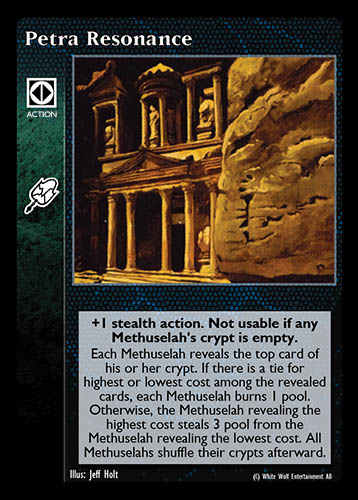 Petra Resonance
ACTION
+1 stealth action. Not usable if any
Methuselah's crypt is empty.
Each Methuselah reveals the top card of
his or her crypt. If there is a tie for
highest or lowest cost among the revealed
cards, each Methuselah burns 1 pool.
Otherwise, the Methuselah revealing the
highest cost steals 3 pool from the
Methuselah revealing the lowest cost. All
Methuselahs shuffle their crypts afterward.
Illus: Jeff Holt
(C) White Wolf Entertainment AB